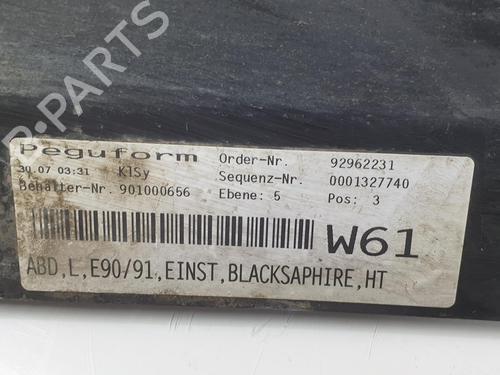 Peguform Order-Nr. 92962231
30.07 03:31 KlSy Sequenz-Nr. 0001327740
Behälter-Nr. 901000656 Ebene: 5 Pos: 3
W61
ABD,L,E90/91,EINST,BLACKSAPHIRE,HT
B-PARTS